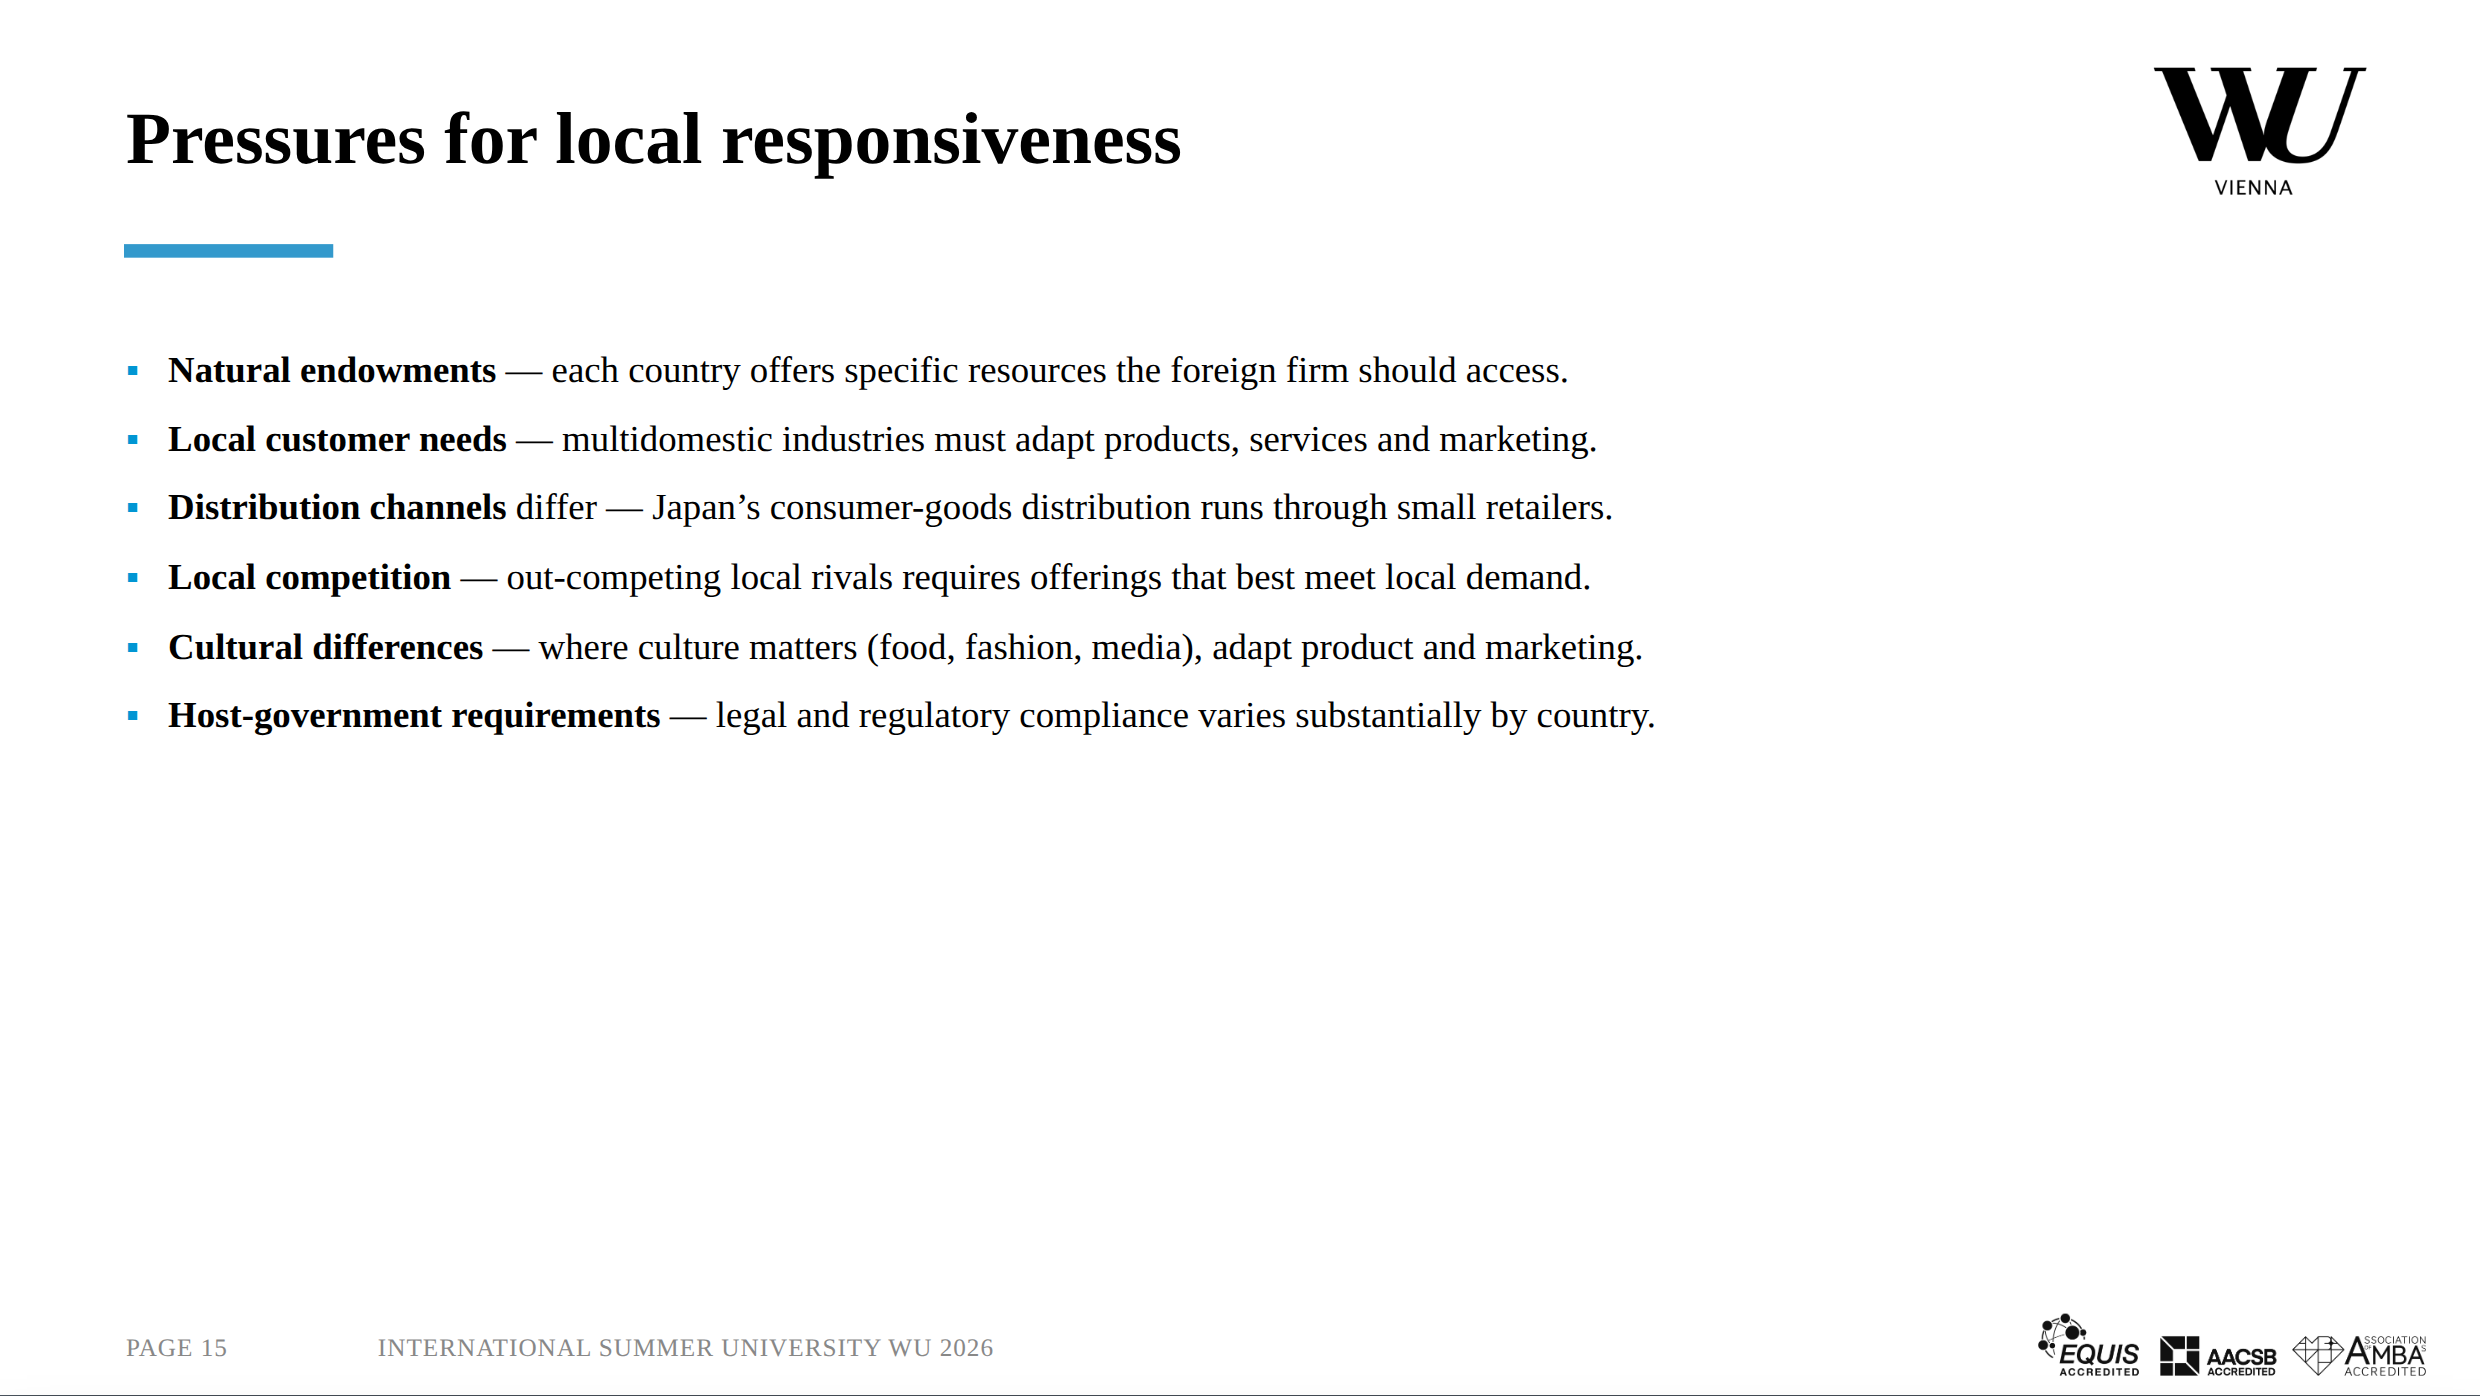 Pressures for local responsiveness
WU
VIENNA
▪ Natural endowments — each country offers specific resources the foreign firm should access.
▪ Local customer needs — multidomestic industries must adapt products, services and marketing.
▪ Distribution channels differ — Japan’s consumer-goods distribution runs through small retailers.
▪ Local competition — out-competing local rivals requires offerings that best meet local demand.
▪ Cultural differences — where culture matters (food, fashion, media), adapt product and marketing.
▪ Host-government requirements — legal and regulatory compliance varies substantially by country.
PAGE 15 INTERNATIONAL SUMMER UNIVERSITY WU 2026
EQUIS
ACCREDITED
AACSB
ACCREDITED
ASSOCIATION
OF MBAS
ACCREDITED